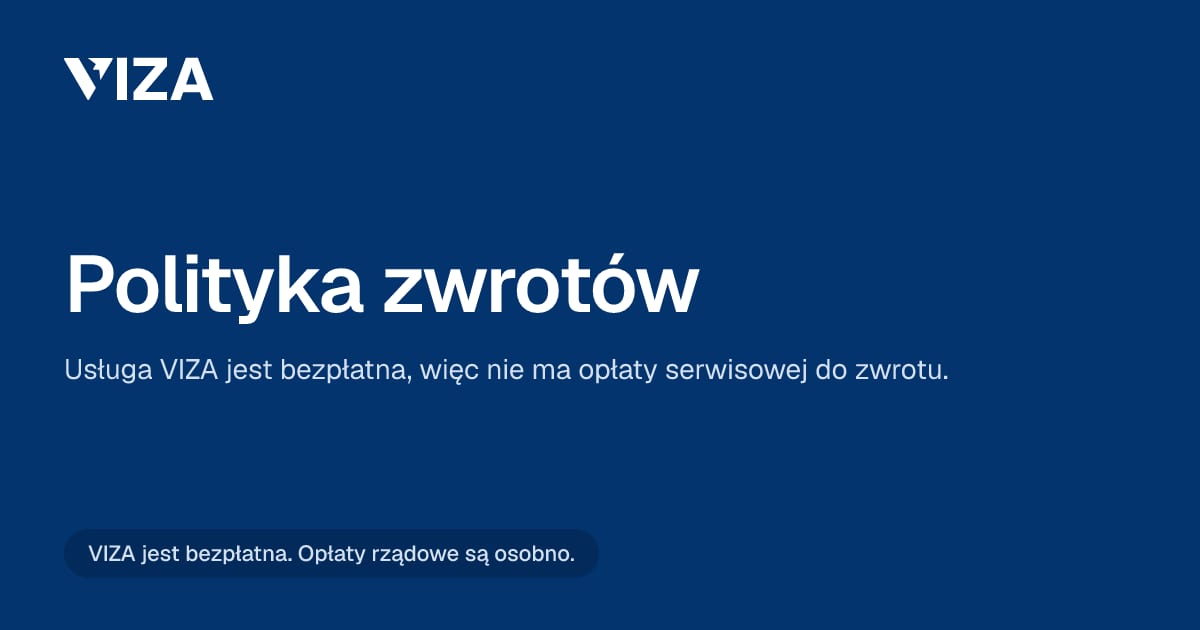 VIZA
Polityka zwrotów
Usługa VIZA jest bezpłatna, więc nie ma opłaty serwisowej do zwrotu.
VIZA jest bezpłatna. Opłaty rządowe są osobno.